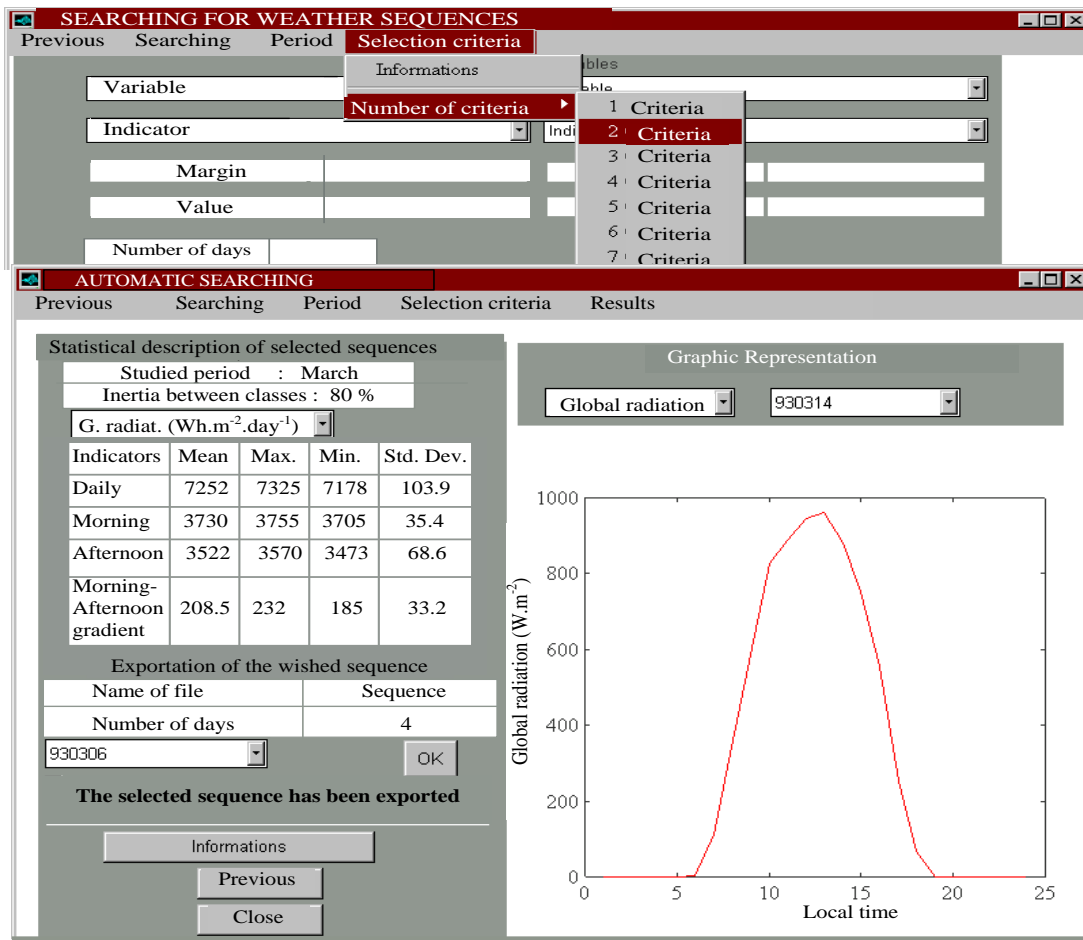 SEARCHING FOR WEATHER SEQUENCES
Previous Searching Period Selection criteria
Informations
Variable
Number of criteria
1 Criteria
Indicator
2 Criteria
3 Criteria
Margin
4 Criteria
Value
5 Criteria
6 Criteria
Number of days
7 Criteria
AUTOMATIC SEARCHING
Previous Searching Period Selection criteria Results
Statistical description of selected sequences
Studied period : March
Inertia between classes : 80 %
G. radiat. (Wh.m-2.day-1)
Indicators Mean Max. Min. Std. Dev.
Daily 7252 7325 7178 103.9
Morning 3730 3755 3705 35.4
Afternoon 3522 3570 3473 68.6
Morning-
Afternoon 208.5 232 185 33.2
gradient
Exportation of the wished sequence
Name of file Sequence
Number of days 4
930306 OK
The selected sequence has been exported
Informations
Previous
Close
Graphic Representation
Global radiation 930314
Global radiation (W.m-2)
1000
800
600
400
200
0
0 5 10 15 20 25
Local time